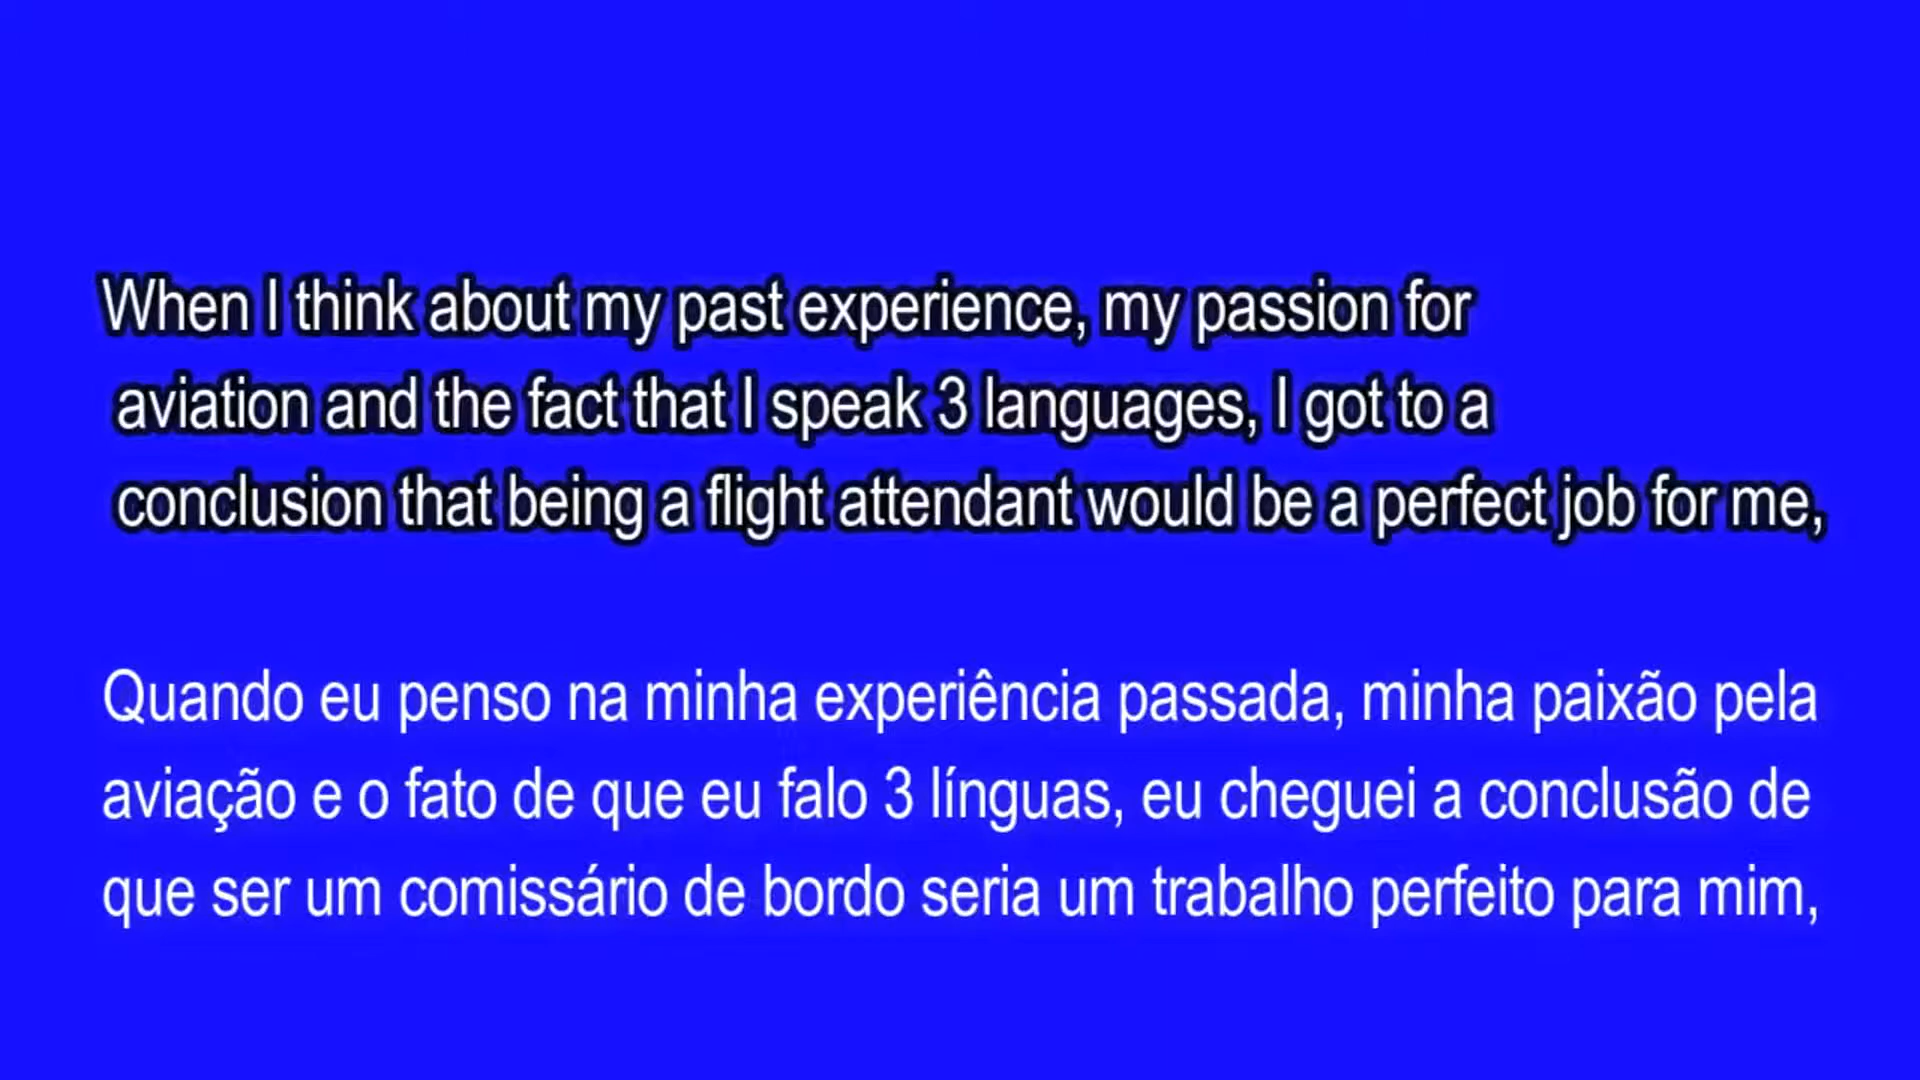 When I think about my past experience, my passion for
aviation and the fact that I speak 3 languages, I got to a
conclusion that being a flight attendant would be a perfect job for me,
Quando eu penso na minha experiência passada, minha paixão pela
aviação e o fato de que eu falo 3 línguas, eu cheguei a conclusão de
que ser um comissário de bordo seria um trabalho perfeito para mim,